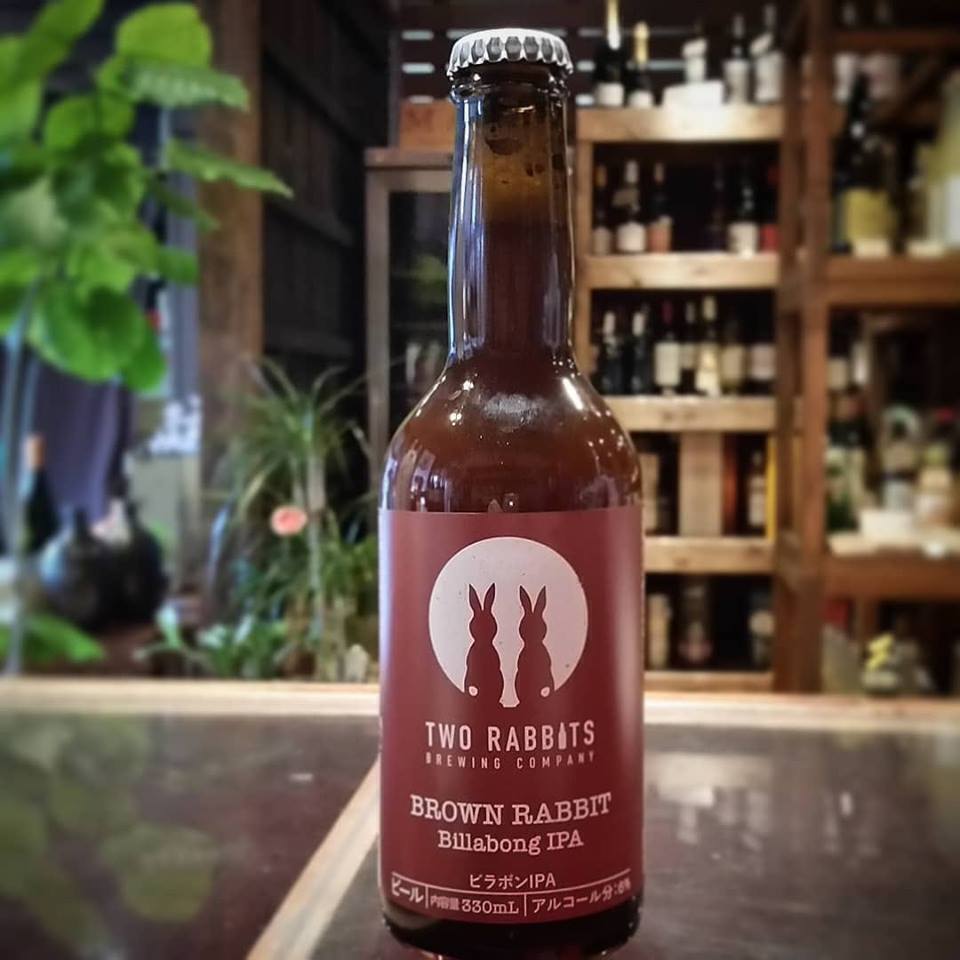 TWO RABBITS
BREWING COMPANY
BROWN RABBIT
Billabong IPA
ビラボンIPA
ビール 内容量 330mL アルコール分:6%